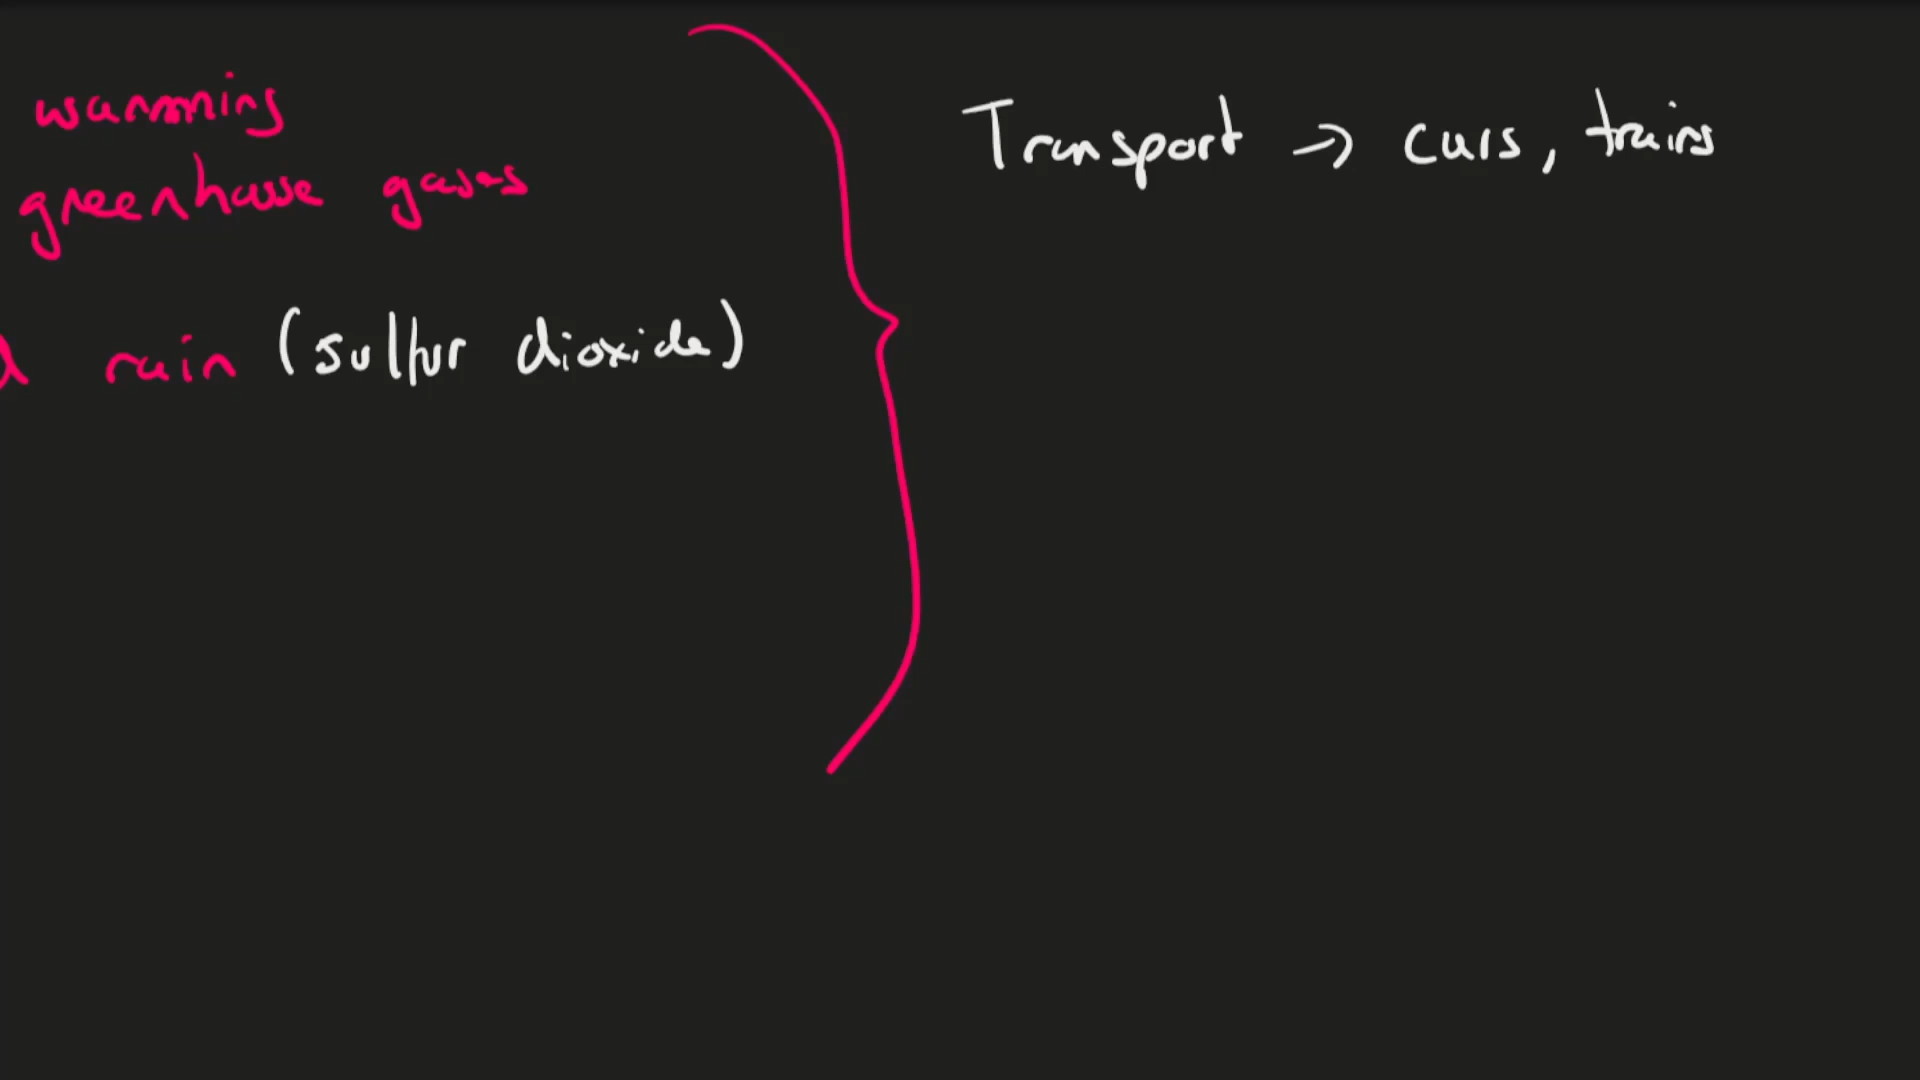 warming
greenhouse gases
rain (sulfur dioxide)
Transport → cars, trains